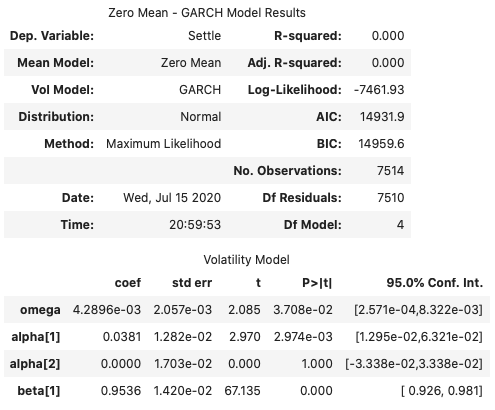 Zero Mean - GARCH Model Results
Dep. Variable: Settle R-squared: 0.000
Mean Model: Zero Mean Adj. R-squared: 0.000
Vol Model: GARCH Log-Likelihood: -7461.93
Distribution: Normal AIC: 14931.9
Method: Maximum Likelihood BIC: 14959.6
No. Observations: 7514
Date: Wed, Jul 15 2020 Df Residuals: 7510
Time: 20:59:53 Df Model: 4
Volatility Model
coef std err t P>|t| 95.0% Conf. Int.
omega 4.2896e-03 2.057e-03 2.085 3.708e-02 [2.571e-04,8.322e-03]
alpha[1] 0.0381 1.282e-02 2.970 2.974e-03 [1.295e-02,6.321e-02]
alpha[2] 0.0000 1.703e-02 0.000 1.000 [-3.338e-02,3.338e-02]
beta[1] 0.9536 1.420e-02 67.135 0.000 [ 0.926, 0.981]